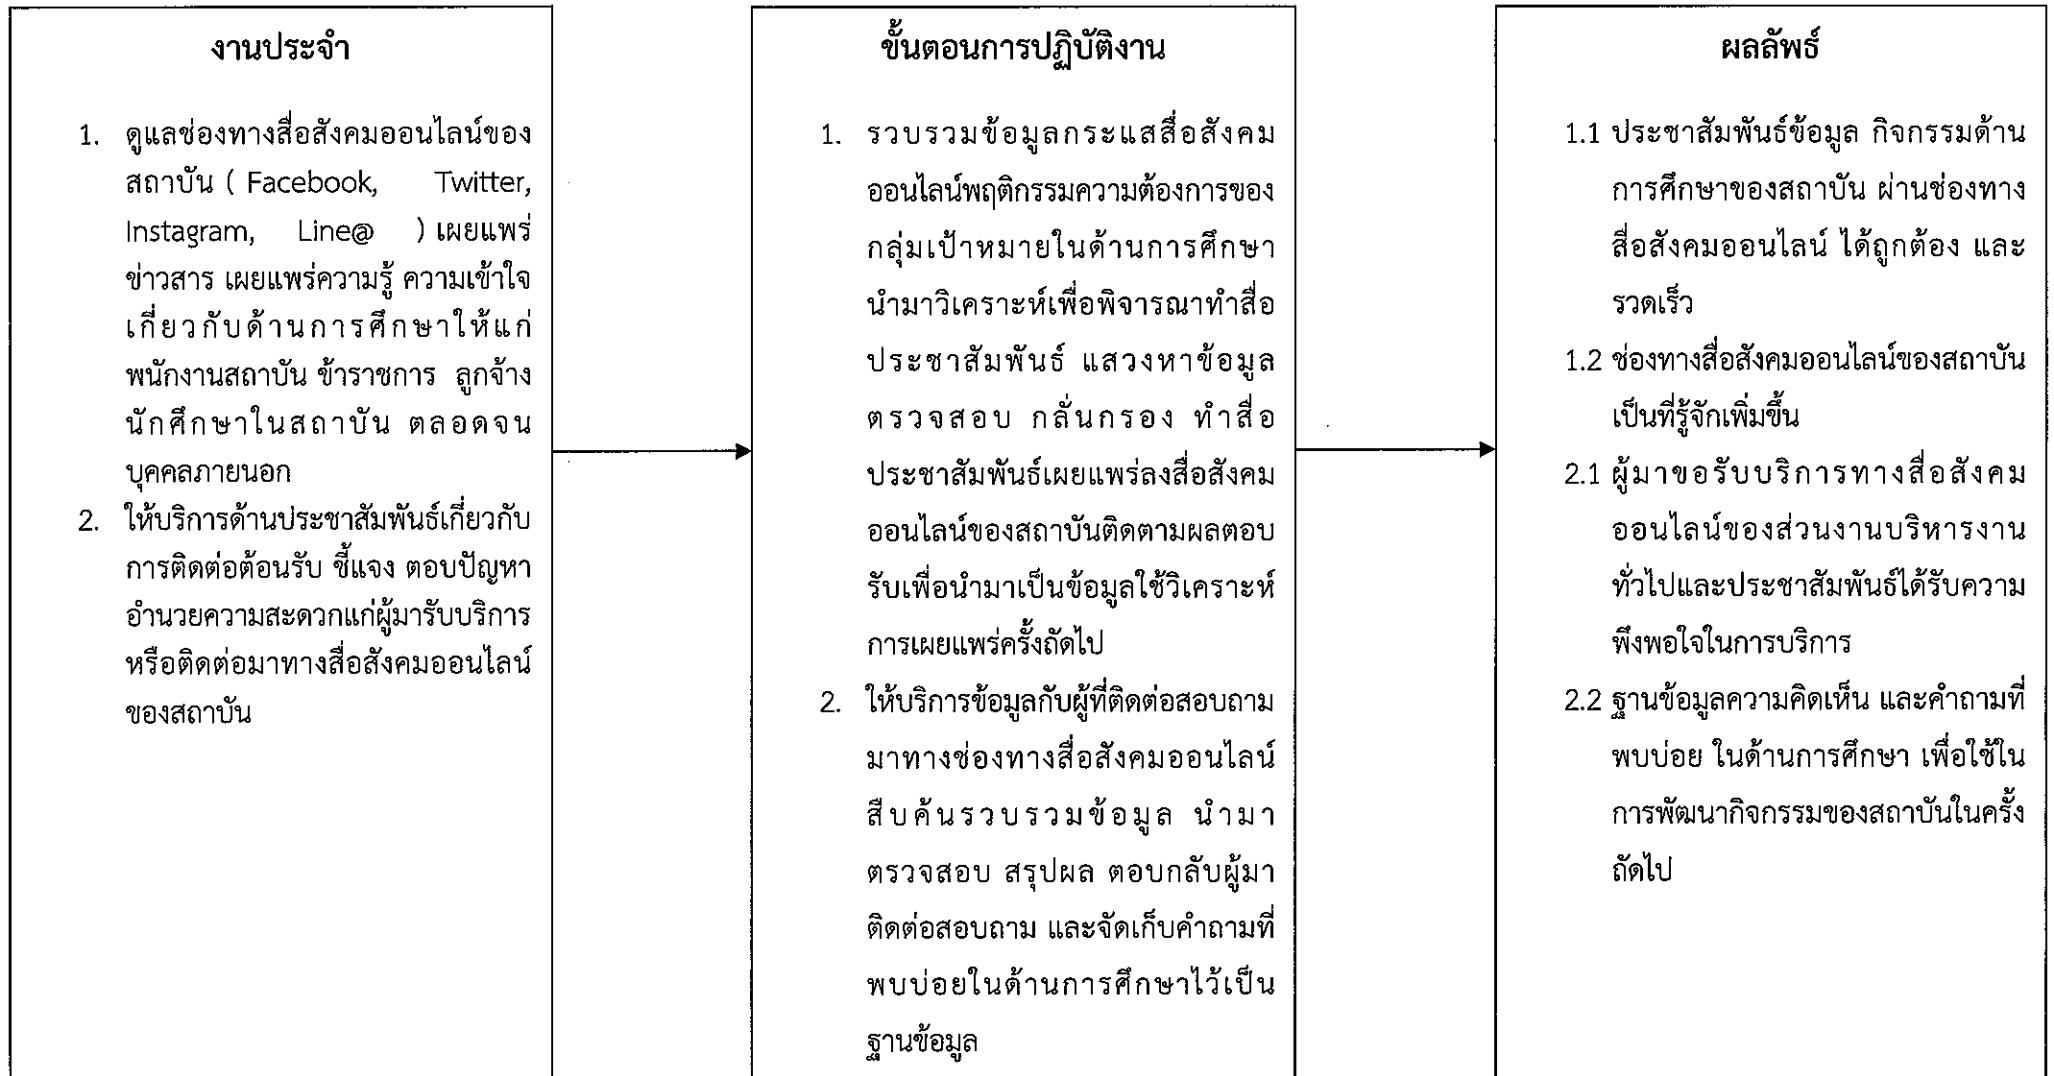 งานประจำ
1. ดูแลช่องทางสื่อสังคมออนไลน์ของ
สถาบัน ( Facebook, Twitter,
Instagram, Line@ ) เผยแพร่
ข่าวสาร เผยแพร่ความรู้ ความเข้าใจ
เกี่ยวกับด้านการศึกษาให้แก่
พนักงานสถาบัน ข้าราชการ ลูกจ้าง
นักศึกษาในสถาบัน ตลอดจน
บุคคลภายนอก
2. ให้บริการด้านประชาสัมพันธ์เกี่ยวกับ
การติดต่อต้อนรับ ชี้แจง ตอบปัญหา
อำนวยความสะดวกแก่ผู้มารับบริการ
หรือติดต่อมาทางสื่อสังคมออนไลน์
ของสถาบัน
ขั้นตอนการปฏิบัติงาน
1. รวบรวมข้อมูลกระแสสื่อสังคม
ออนไลน์พฤติกรรมความต้องการของ
กลุ่มเป้าหมายในด้านการศึกษา
นำมาวิเคราะห์เพื่อพิจารณาทำสื่อ
ประชาสัมพันธ์ แสวงหาข้อมูล
ตรวจสอบ กลั่นกรอง ทำสื่อ
ประชาสัมพันธ์เผยแพร่ลงสื่อสังคม
ออนไลน์ของสถาบันติดตามผลตอบ
รับเพื่อนำมาเป็นข้อมูลใช้วิเคราะห์
การเผยแพร่ครั้งถัดไป
2. ให้บริการข้อมูลกับผู้ที่ติดต่อสอบถาม
มาทางช่องทางสื่อสังคมออนไลน์
สืบค้นรวบรวมข้อมูล นำมา
ตรวจสอบ สรุปผล ตอบกลับผู้มา
ติดต่อสอบถาม และจัดเก็บคำถามที่
พบบ่อยในด้านการศึกษาไว้เป็น
ฐานข้อมูล
ผลลัพธ์
1.1 ประชาสัมพันธ์ข้อมูล กิจกรรมด้าน
การศึกษาของสถาบัน ผ่านช่องทาง
สื่อสังคมออนไลน์ ได้ถูกต้อง และ
รวดเร็ว
1.2 ช่องทางสื่อสังคมออนไลน์ของสถาบัน
เป็นที่รู้จักเพิ่มขึ้น
2.1 ผู้มาขอรับบริการทางสื่อสังคม
ออนไลน์ของส่วนงานบริหารงาน
ทั่วไปและประชาสัมพันธ์ได้รับความ
พึงพอใจในการบริการ
2.2 ฐานข้อมูลความคิดเห็น และคำถามที่
พบบ่อย ในด้านการศึกษา เพื่อใช้ใน
การพัฒนากิจกรรมของสถาบันในครั้ง
ถัดไป